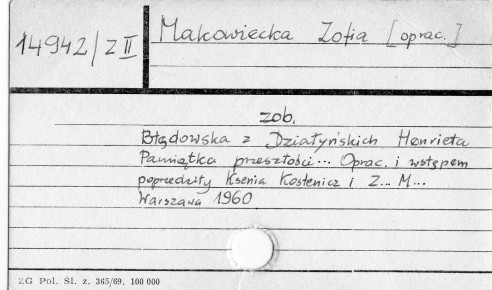 14942/Z II
Makowiecka Zofia [oprac.]
zob.
Błędowska z Działyńskich Henrieta
Pamiątka przeszłości... Oprac. i wstępem
poprzedziły Ksenia Kostenicz i Z... M...
Warszawa 1960
ZG Pol. Śl. z. 365/69. 100 000